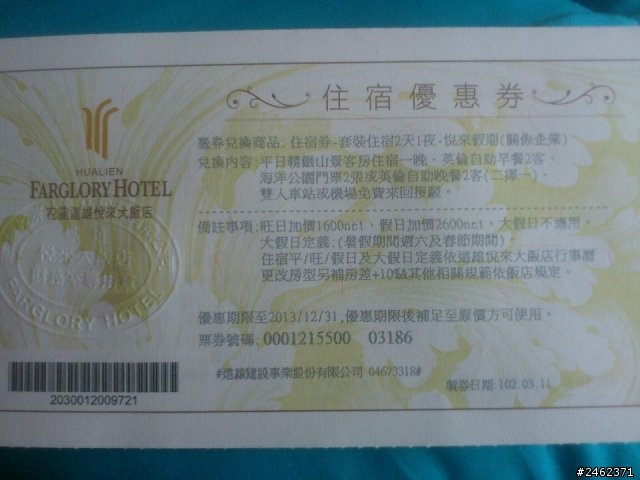 住宿優惠券
HUALIEN
FARGLORY HOTEL
花蓮遠雄悅來大飯店
憑券兌換商品: 住宿券-套裝住宿2天1夜-悅來假期(關係企業)
兌換內容:平日精緻山景客房住宿一晚、英倫自助早餐2客、
海洋公園門票2張或英倫自助晚餐2客(二擇一)、
雙人車站或機場免費來回接駁。
備註事項:旺日加價1600net，假日加價2600net，大假日不適用。
大假日定義:(暑假期間週六及春節期間)。
住宿平/旺/假日及大假日定義依遠雄悅來大飯店行事曆
更改房型另補房差+10%其他相關規範依飯店規定。
優惠期限至2013/12/31,優惠期限後補足至原價方可使用。
票券號碼: 0001215500 03186
#遠雄建設事業股份有限公司 04673318#
製券日期:102.03.11
2030012009721
FARGLORY HOTEL
#2462371